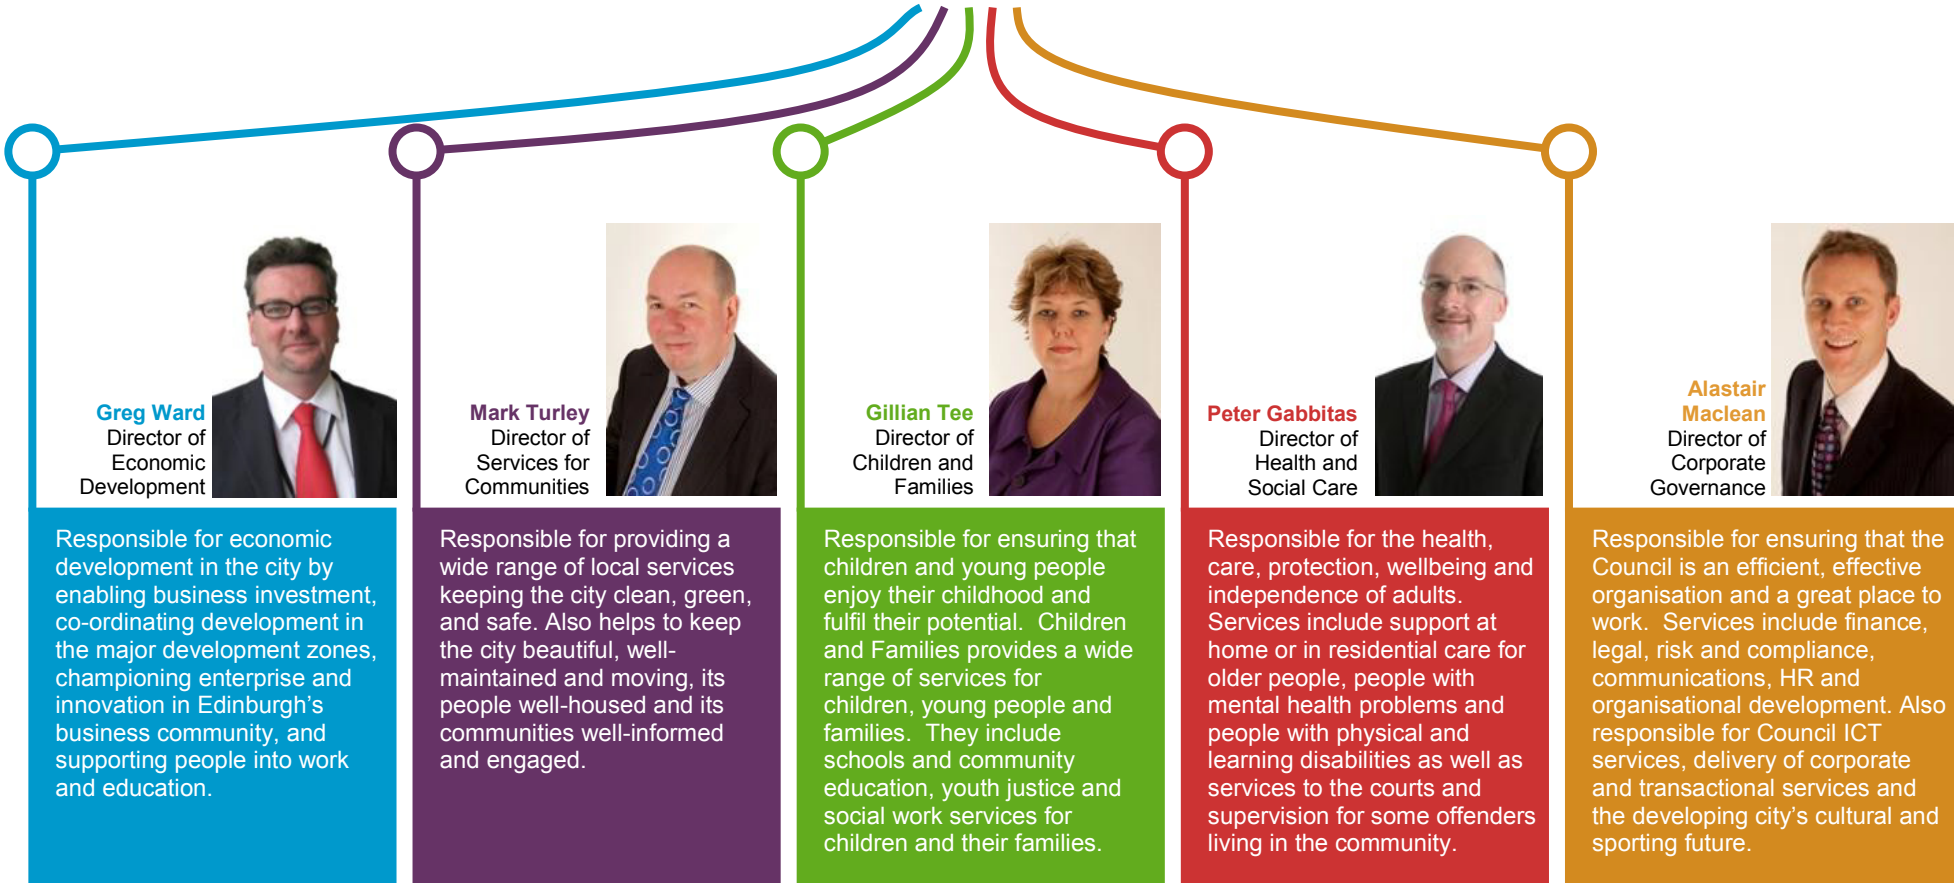 Greg Ward
Director of
Economic
Development
Responsible for economic
development in the city by
enabling business investment,
co-ordinating development in
the major development zones,
championing enterprise and
innovation in Edinburgh’s
business community, and
supporting people into work
and education.
Mark Turley
Director of
Services for
Communities
Responsible for providing a
wide range of local services
keeping the city clean, green,
and safe. Also helps to keep
the city beautiful, well-
maintained and moving, its
people well-housed and its
communities well-informed
and engaged.
Gillian Tee
Director of
Children and
Families
Responsible for ensuring that
children and young people
enjoy their childhood and
fulfil their potential.  Children
and Families provides a wide
range of services for
children, young people and
families.  They include
schools and community
education, youth justice and
social work services for
children and their families.
Peter Gabbitas
Director of
Health and
Social Care
Responsible for the health,
care, protection, wellbeing and
independence of adults.
Services include support at
home or in residential care for
older people, people with
mental health problems and
people with physical and
learning disabilities as well as
services to the courts and
supervision for some offenders
living in the community.
Alastair
Maclean
Director of
Corporate
Governance
Responsible for ensuring that the
Council is an efficient, effective
organisation and a great place to
work.  Services include finance,
legal, risk and compliance,
communications, HR and
organisational development. Also
responsible for Council ICT
services, delivery of corporate
and transactional services and
the developing city’s cultural and
sporting future.